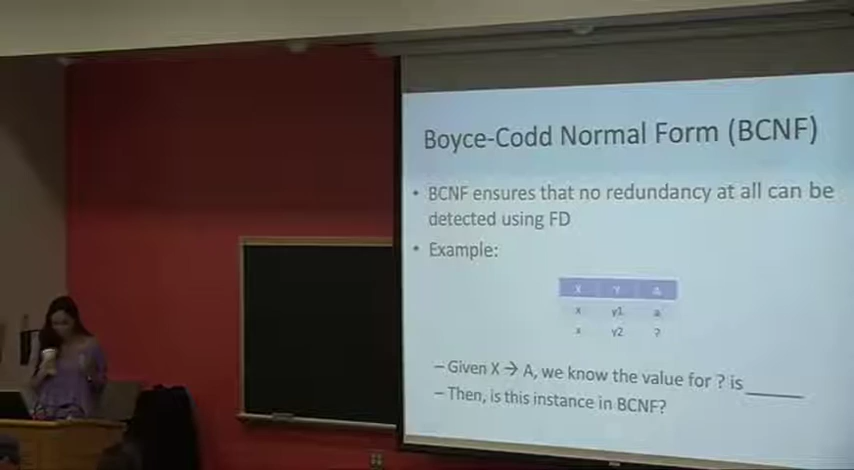 Boyce-Codd Normal Form (BCNF)
• BCNF ensures that no redundancy at all can be
detected using FD
• Example:
X Y A
x y1 a
x y2 ?
– Given X → A, we know the value for ? is ______
– Then, is this instance in BCNF?